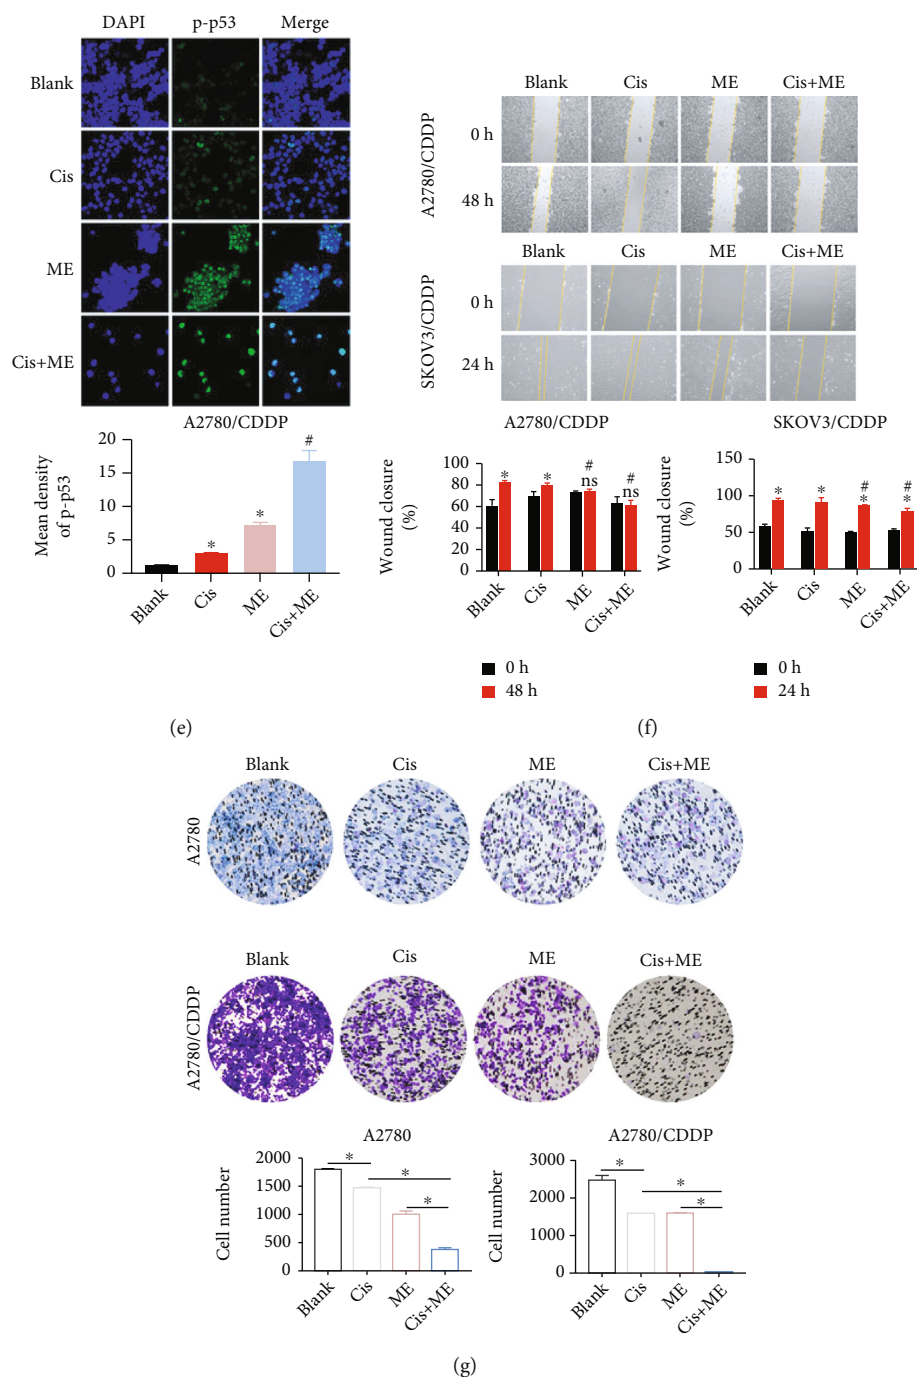 DAPI p-p53 Merge
Blank
Cis
ME
Cis+ME
A2780/CDDP
Mean density
of p-p53
20
15
10
5
0
* * #
Blank Cis ME Cis+ME
(e)
Blank Cis ME Cis+ME
A2780/CDDP
0 h
48 h
Blank Cis ME Cis+ME
SKOV3/CDDP
0 h
24 h
A2780/CDDP
Wound closure
(%)
100
80
60
40
20
0
* * # ns # ns
Blank Cis ME Cis+ME
0 h
48 h
SKOV3/CDDP
Wound closure
(%)
150
100
50
0
* * # * # *
Blank Cis ME Cis+ME
0 h
24 h
(f)
Blank Cis ME Cis+ME
A2780
Blank Cis ME Cis+ME
A2780/CDDP
A2780
Cell number
2000
1500
1000
500
0
* * *
Blank Cis ME Cis+ME
A2780/CDDP
Cell number
3000
2000
1000
0
* * *
Blank Cis ME Cis+ME
(g)